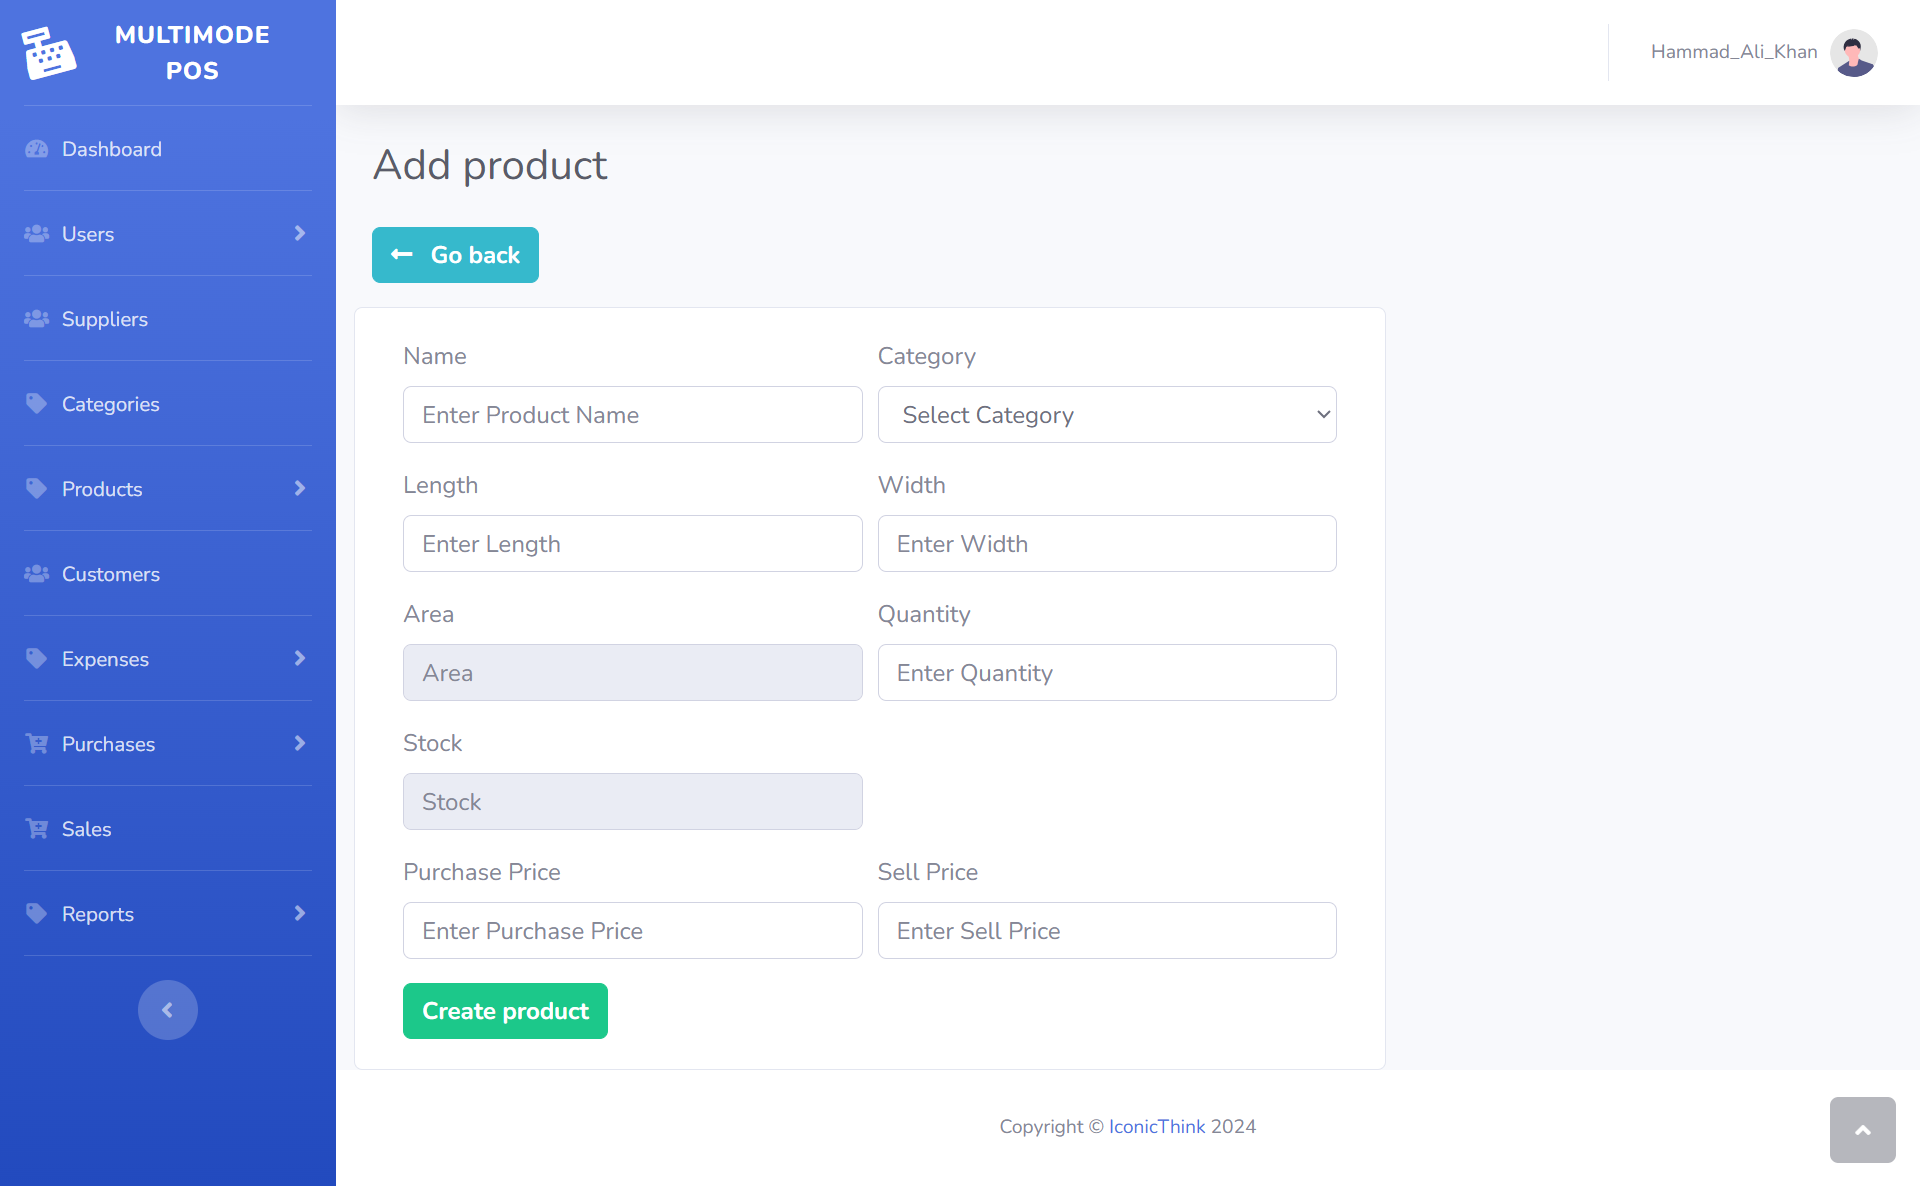 MULTIMODE
POS
Hammad_Ali_Khan
Dashboard
Users
Suppliers
Categories
Products
Customers
Expenses
Purchases
Sales
Reports
Add product
Go back
Name
Category
Enter Product Name
Select Category
Length
Width
Enter Length
Enter Width
Area
Quantity
Area
Enter Quantity
Stock
Stock
Purchase Price
Sell Price
Enter Purchase Price
Enter Sell Price
Create product
Copyright © IconicThink 2024